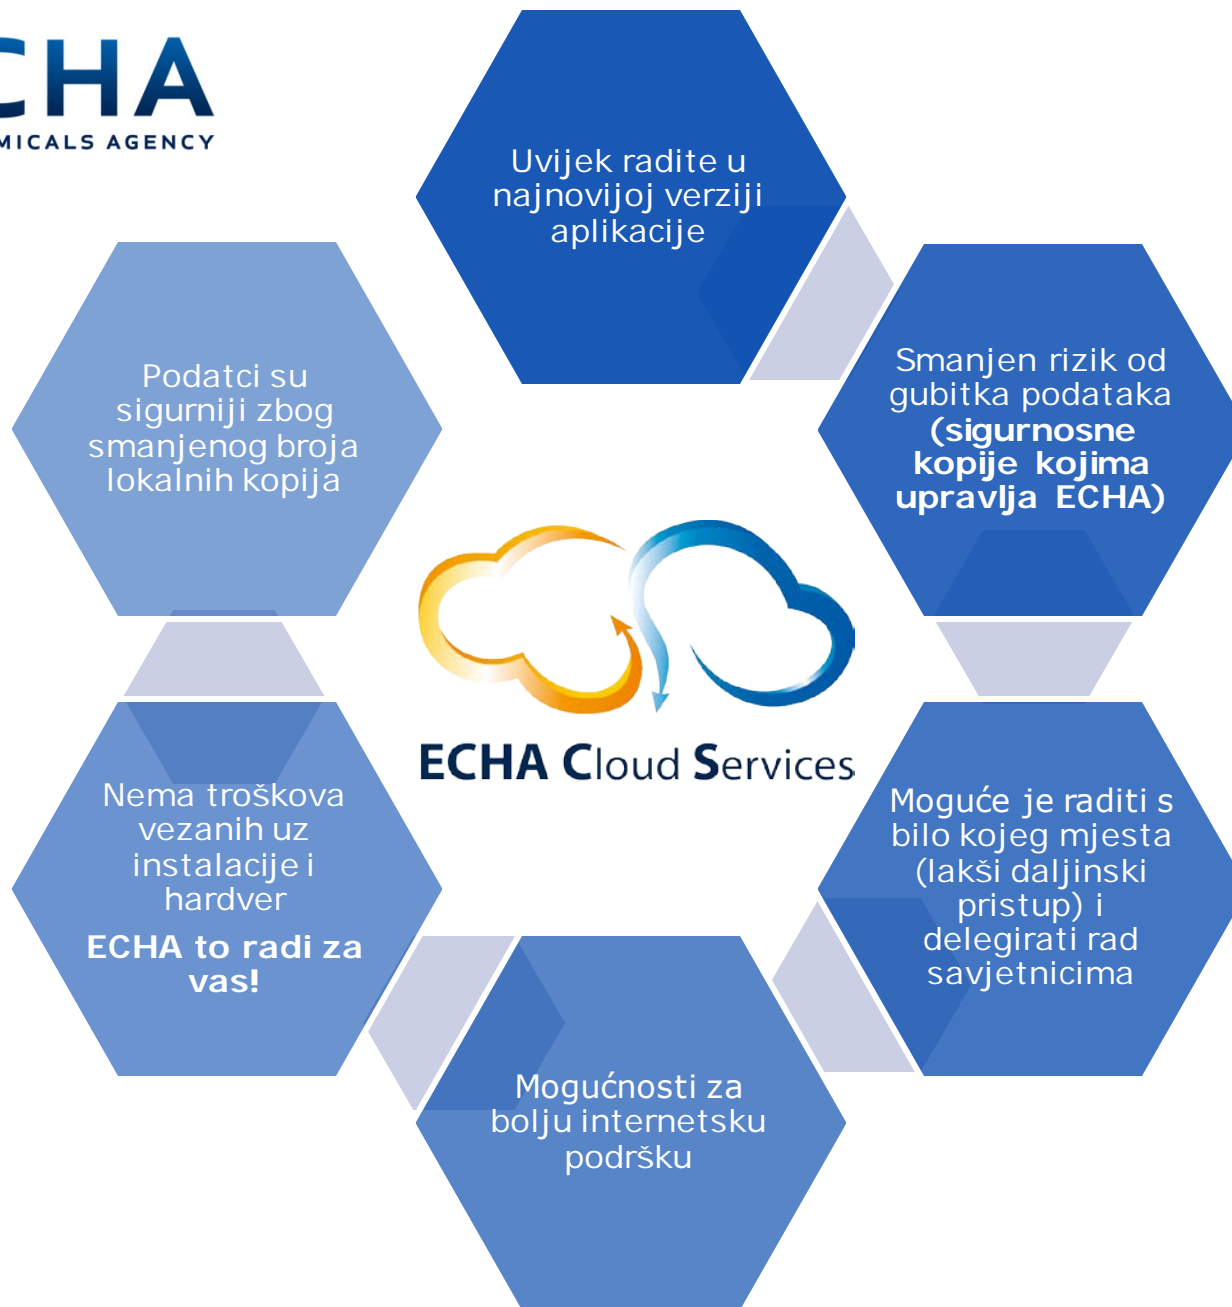 CHA
MICALS AGENCY
Uvijek radite u
najnovijoj verziji
aplikacije
Smanjen rizik od
gubitka podataka
(sigurnosne
kopije kojima
upravlja ECHA)
Moguće je raditi s
bilo kojeg mjesta
(lakši daljinski
pristup) i
delegirati rad
savjetnicima
Mogućnosti za
bolju internetsku
podršku
Nema troškova
vezanih uz
instalacije i
hardver
ECHA to radi za
vas!
Podatci su
sigurniji zbog
smanjenog broja
lokalnih kopija
ECHA Cloud Services